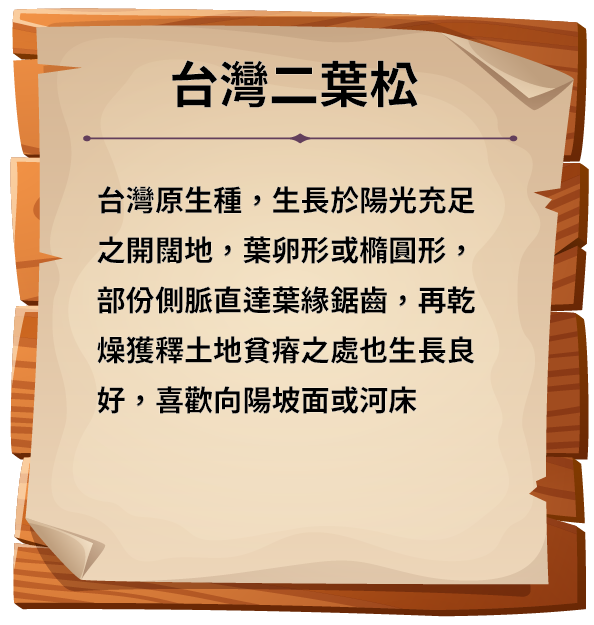 台灣二葉松
台灣原生種，生長於陽光充足
之開闊地，葉卵形或橢圓形，
部份側脈直達葉緣鋸齒，再乾
燥獲釋土地貧瘠之處也生長良
好，喜歡向陽坡面或河床